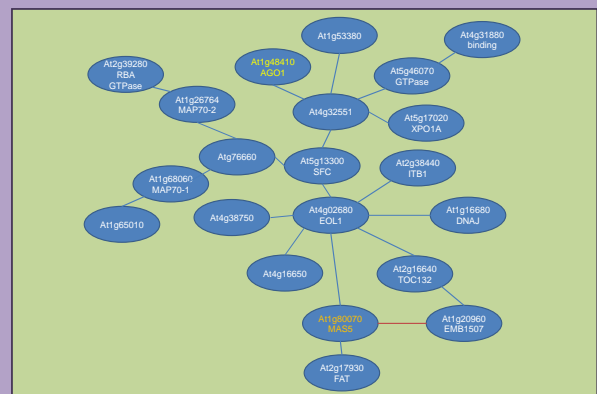 At1g53380
At4g31880
binding
At2g39280
RBA
GTPase
At1g48410
AGO1
At5g46070
GTPase
At1g26764
MAP70-2
At4g32551
At5g17020
XPO1A
Atg76660
At5g13300
SFC
At2g38440
ITB1
At1g68060
MAP70-1
At1g65010
At4g38750
At4g02680
EOL1
At1g16680
DNAJ
At4g16650
At2g16640
TOC132
At1g80070
MAS5
At1g20960
EMB1507
At2g17930
FAT